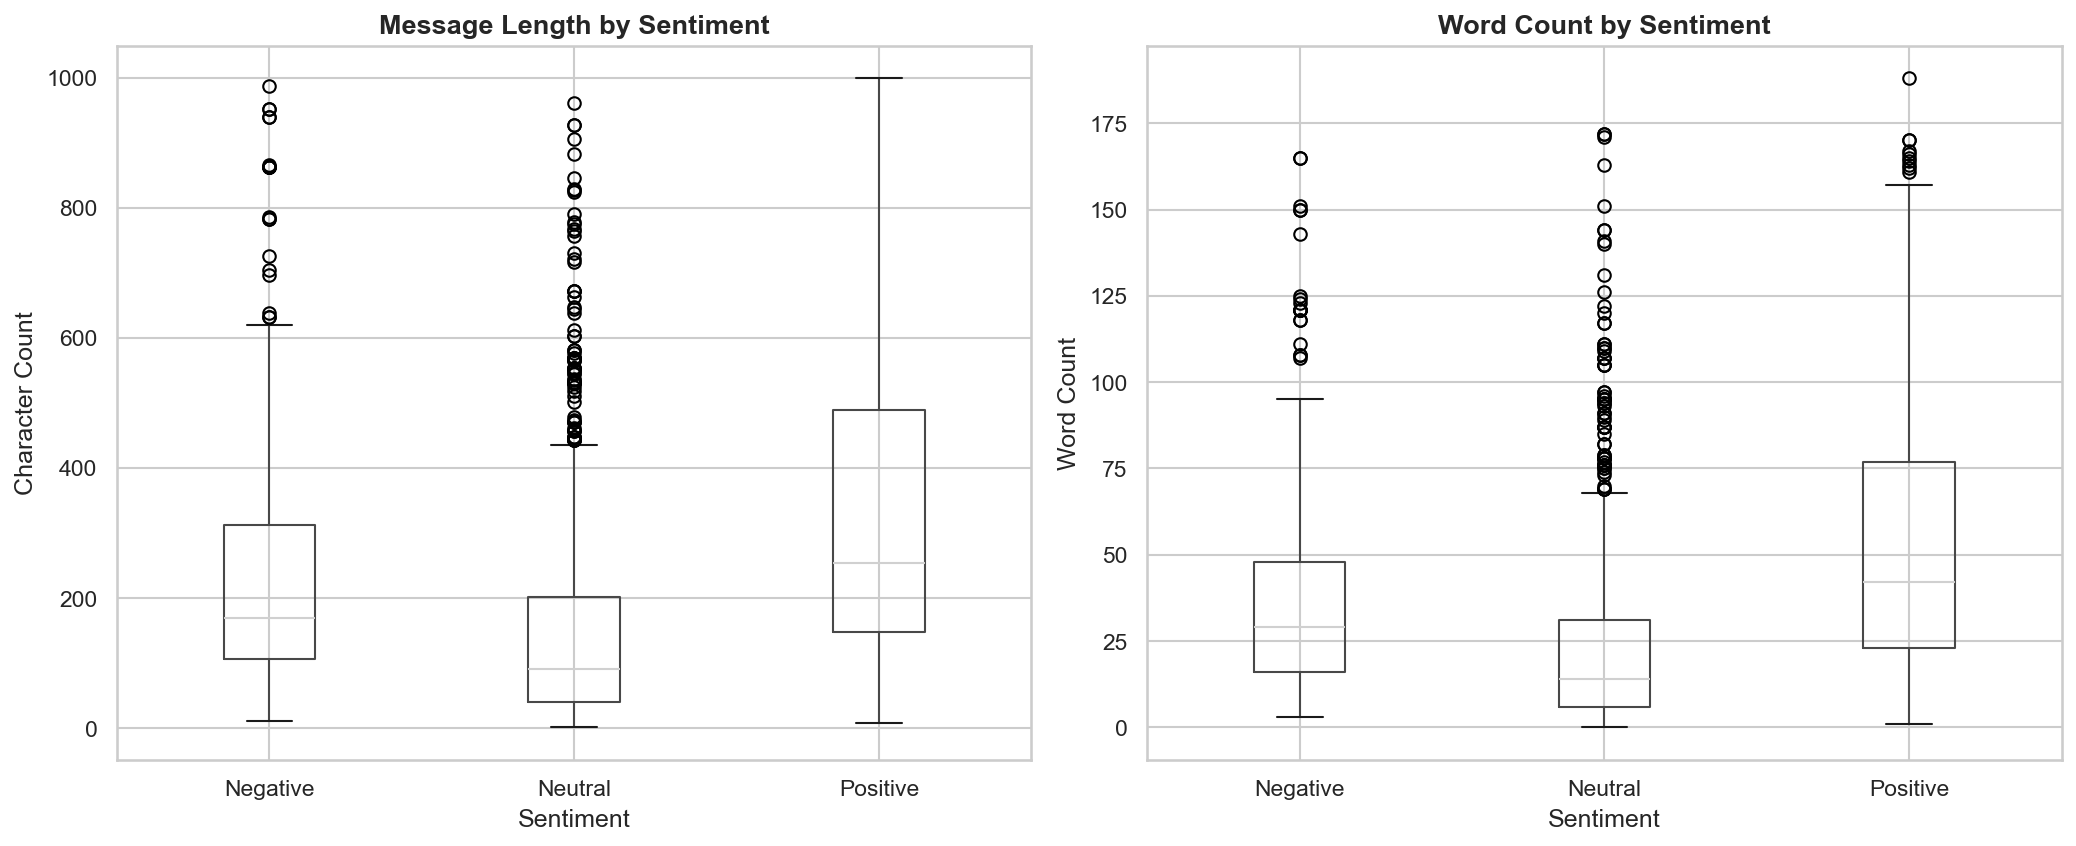 Message Length by Sentiment
Character Count
1000
800
600
400
200
0
Negative
Neutral
Positive
Sentiment
Word Count by Sentiment
Word Count
175
150
125
100
75
50
25
0
Negative
Neutral
Positive
Sentiment